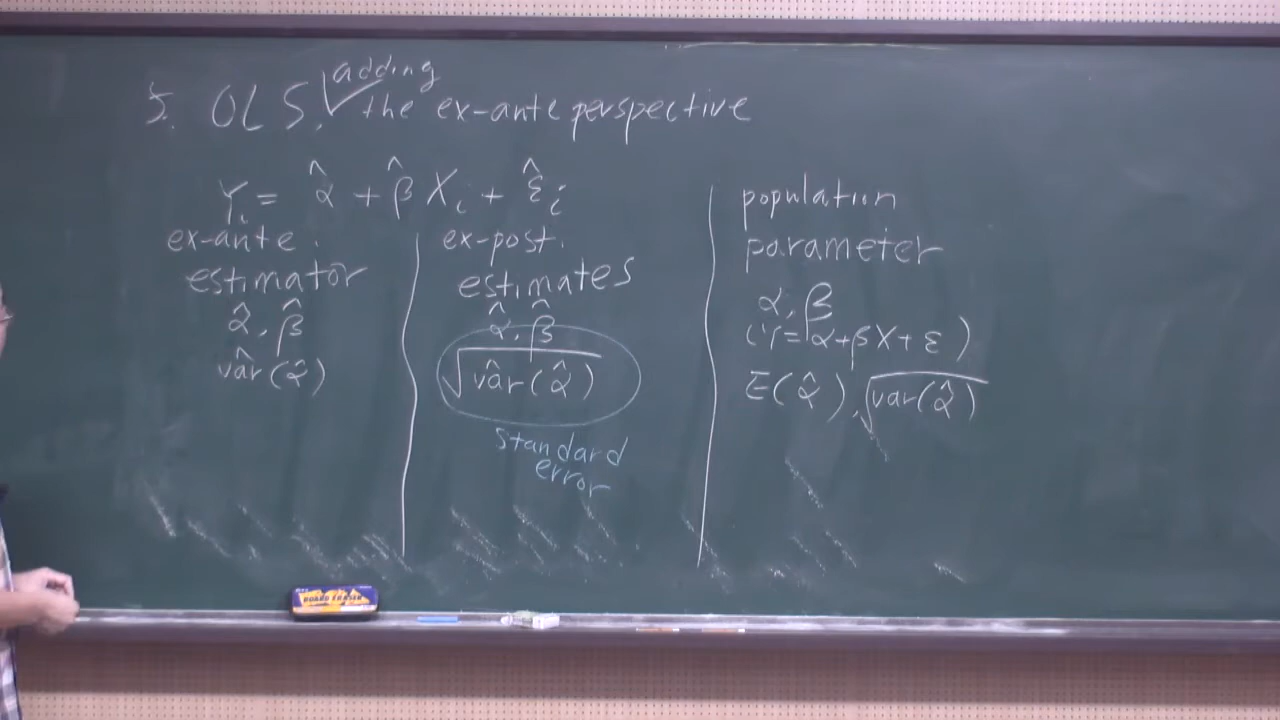 5. OLS. adding the ex-ante perspective
Yᵢ = α̂ + β̂ Xᵢ + ε̂ᵢ
ex-ante.
estimator
α̂, β̂
vâr(α̂)
ex-post.
estimates
α̂, β̂
√vâr(α̂)
standard
error
population
parameter
α, β
(Y=α+βX+ε)
E(α̂), √var(α̂)
BOARD ERASER